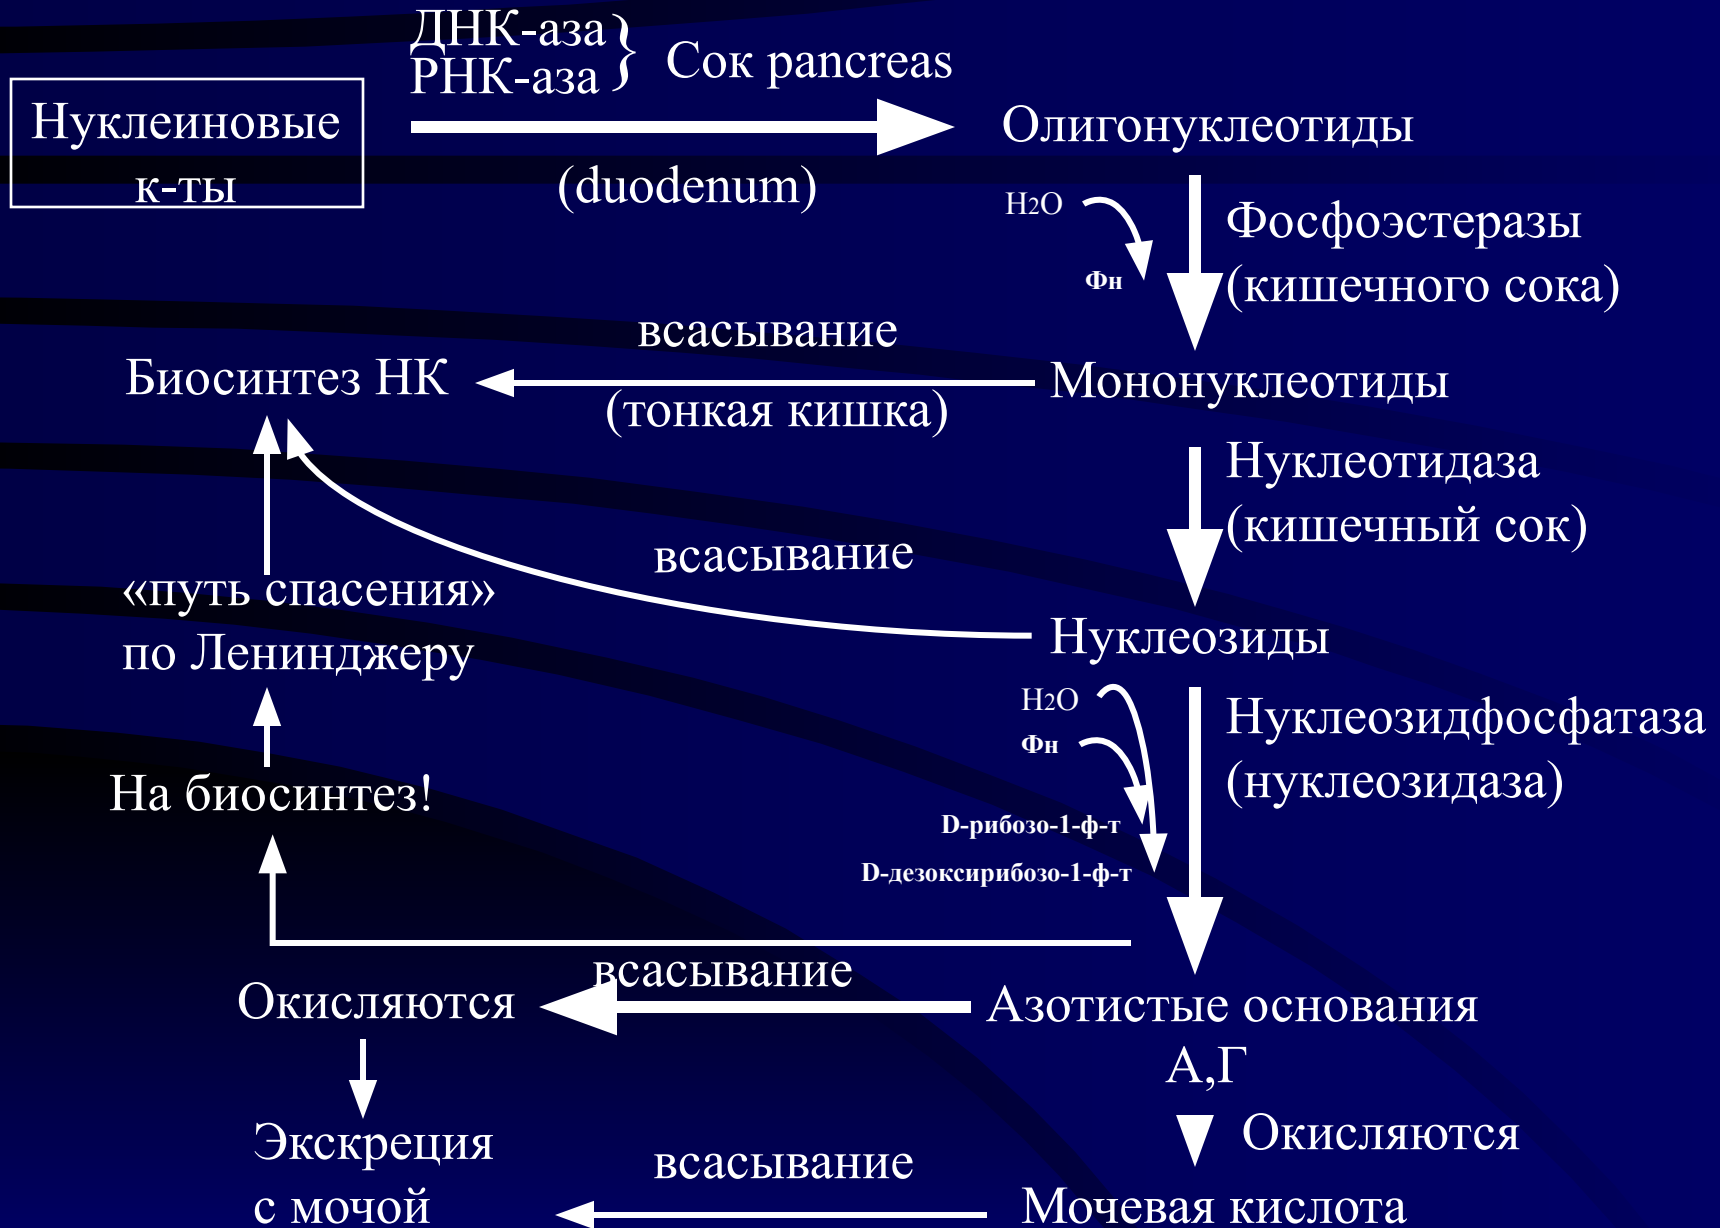 ДНК-аза
РНК-аза
} Сок pancreas
Нуклеиновые
к-ты
(duodenum)
Олигонуклеотиды
H2O
Фн
Фосфоэстеразы
(кишечного сока)
всасывание
(тонкая кишка)
Биосинтез НК
Мононуклеотиды
Нуклеотидаза
(кишечный сок)
всасывание
«путь спасения»
по Ленинджеру
Нуклеозиды
H2O
Фн
Нуклеозидфосфатаза
(нуклеозидаза)
На биосинтез!
D-рибозо-1-ф-т
D-дезоксирибозо-1-ф-т
всасывание
Окисляются
Азотистые основания
А,Г
Окисляются
Экскреция
с мочой
всасывание
Мочевая кислота